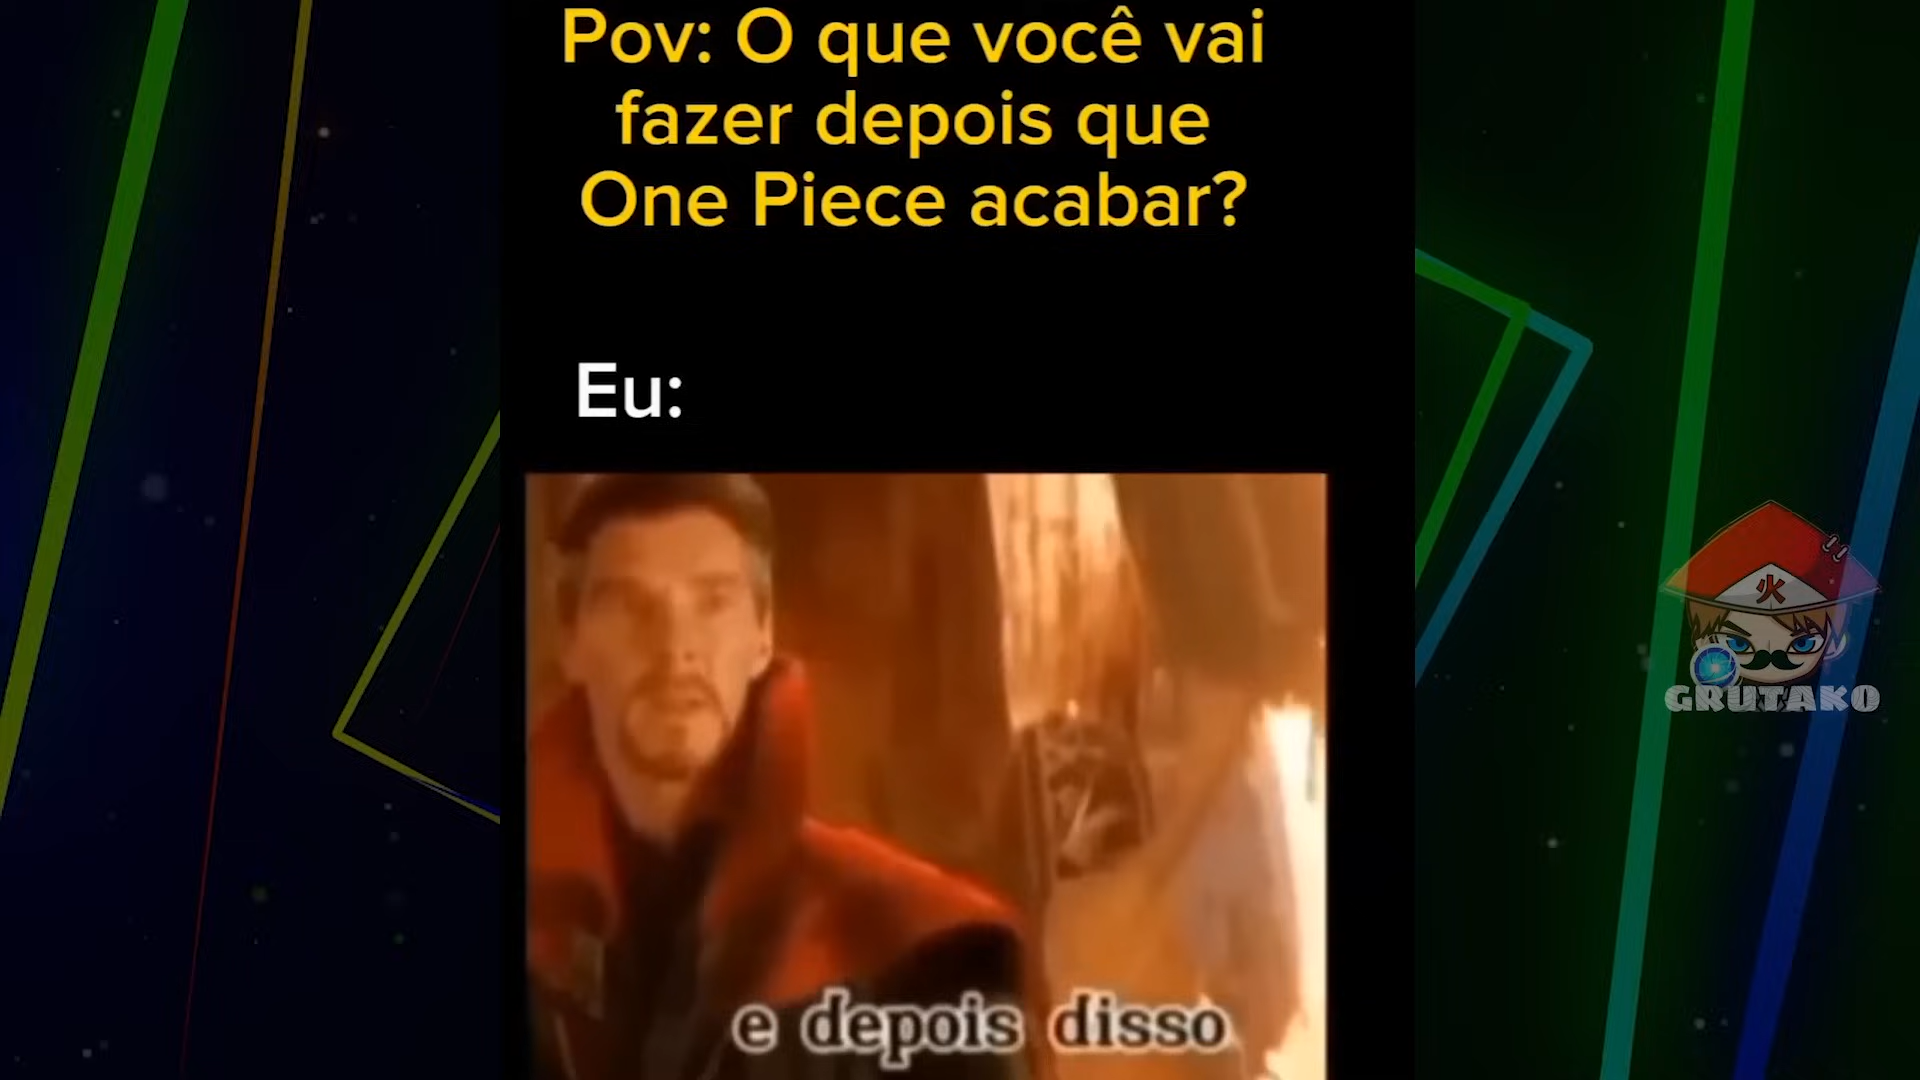 Pov: O que você vai
fazer depois que
One Piece acabar?
Eu:
火
GRUTAKO
e depois disso